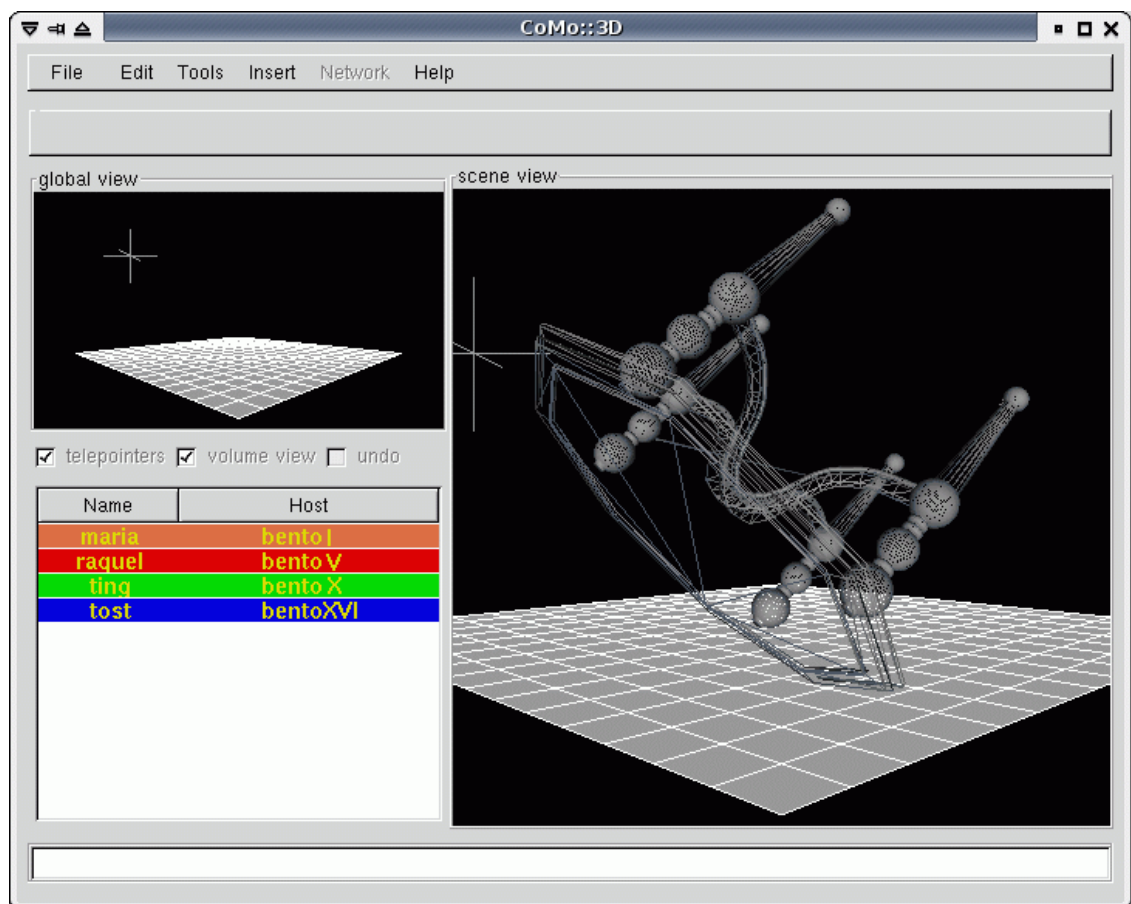 CoMo::3D
File Edit Tools Insert Network Help
global view
scene view
telepointers volume view undo
Name Host
maria bento I
raquel bento V
ting bento X
tost bentoXVI